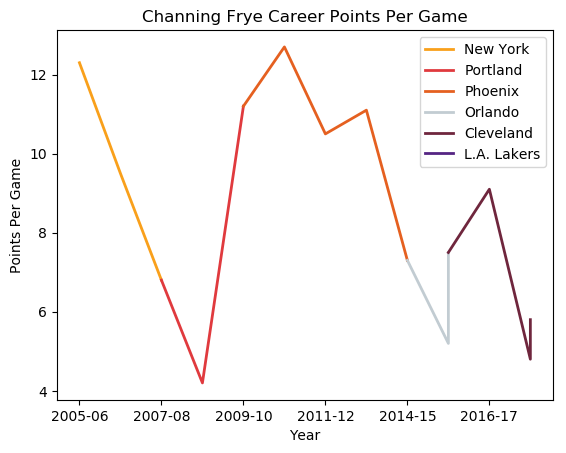 Channing Frye Career Points Per Game
New York
Portland
Phoenix
Orlando
Cleveland
L.A. Lakers
Points Per Game
12
10
8
6
4
2005-06 2007-08 2009-10 2011-12 2014-15 2016-17
Year